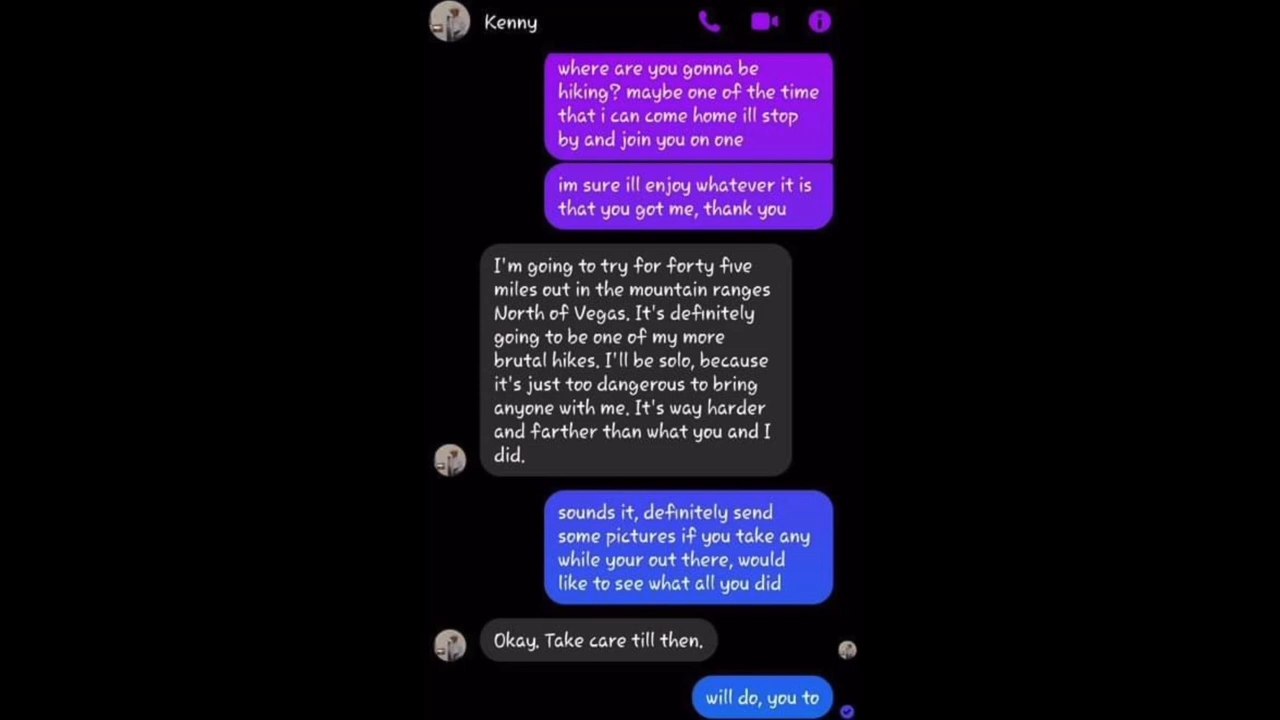 Kenny
where are you gonna be
hiking? maybe one of the time
that i can come home ill stop
by and join you on one
im sure ill enjoy whatever it is
that you got me, thank you
I'm going to try for forty five
miles out in the mountain ranges
North of Vegas. It's definitely
going to be one of my more
brutal hikes. I'll be solo, because
it's just too dangerous to bring
anyone with me. It's way harder
and farther than what you and I
did.
sounds it, definitely send
some pictures if you take any
while your out there, would
like to see what all you did
Okay. Take care till then.
will do, you to